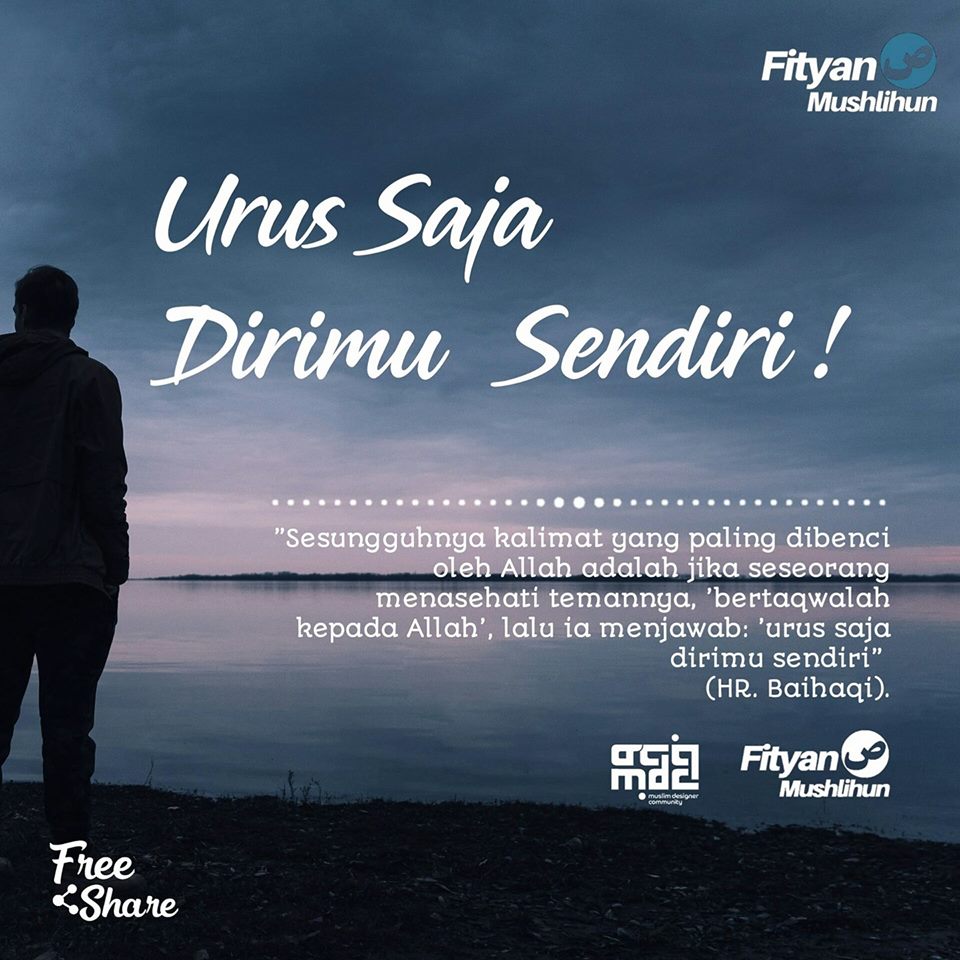 Fityan
Mushlihun
Urus Saja
Dirimu Sendiri !
"Sesungguhnya kalimat yang paling dibenci
oleh Allah adalah jika seseorang
menasehati temannya, 'bertaqwalah
kepada Allah', lalu ia menjawab: 'urus saja
dirimu sendiri"
(HR. Baihaqi).
mdc
muslim designer
community
Fityan
Mushlihun
Free
Share